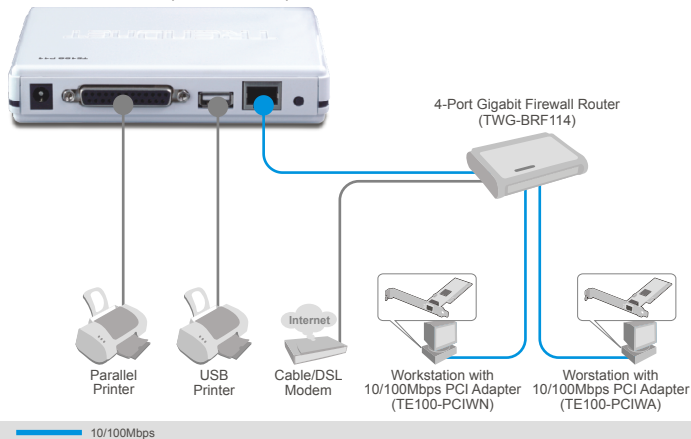 4-Port Gigabit Firewall Router
(TWG-BRF114)
Internet
Parallel
Printer
USB
Printer
Cable/DSL
Modem
Workstation with
10/100Mbps PCI Adapter
(TE100-PCIWN)
Worstation with
10/100Mbps PCI Adapter
(TE100-PCIWA)
10/100Mbps